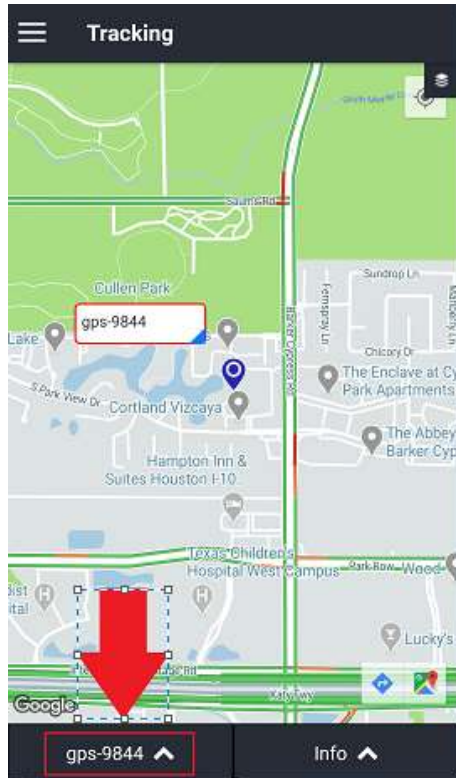 Tracking
Saums Rd
Sundrop Ln
Cullen Park
gps-9844
Fernspray Ln
Barker Cypress Rd
Lake
Chicory Dr
The Enclave at Cy
Park Apartments
S Park View Dr
Cortland Vizcaya
The Abbey
Barker Cyp
Hampton Inn &
Suites Houston I-10
Texas Children's
Hospital West Campus
Park Row
Wood
ital
Lucky's
Katy Fwy
Google
gps-9844
Info